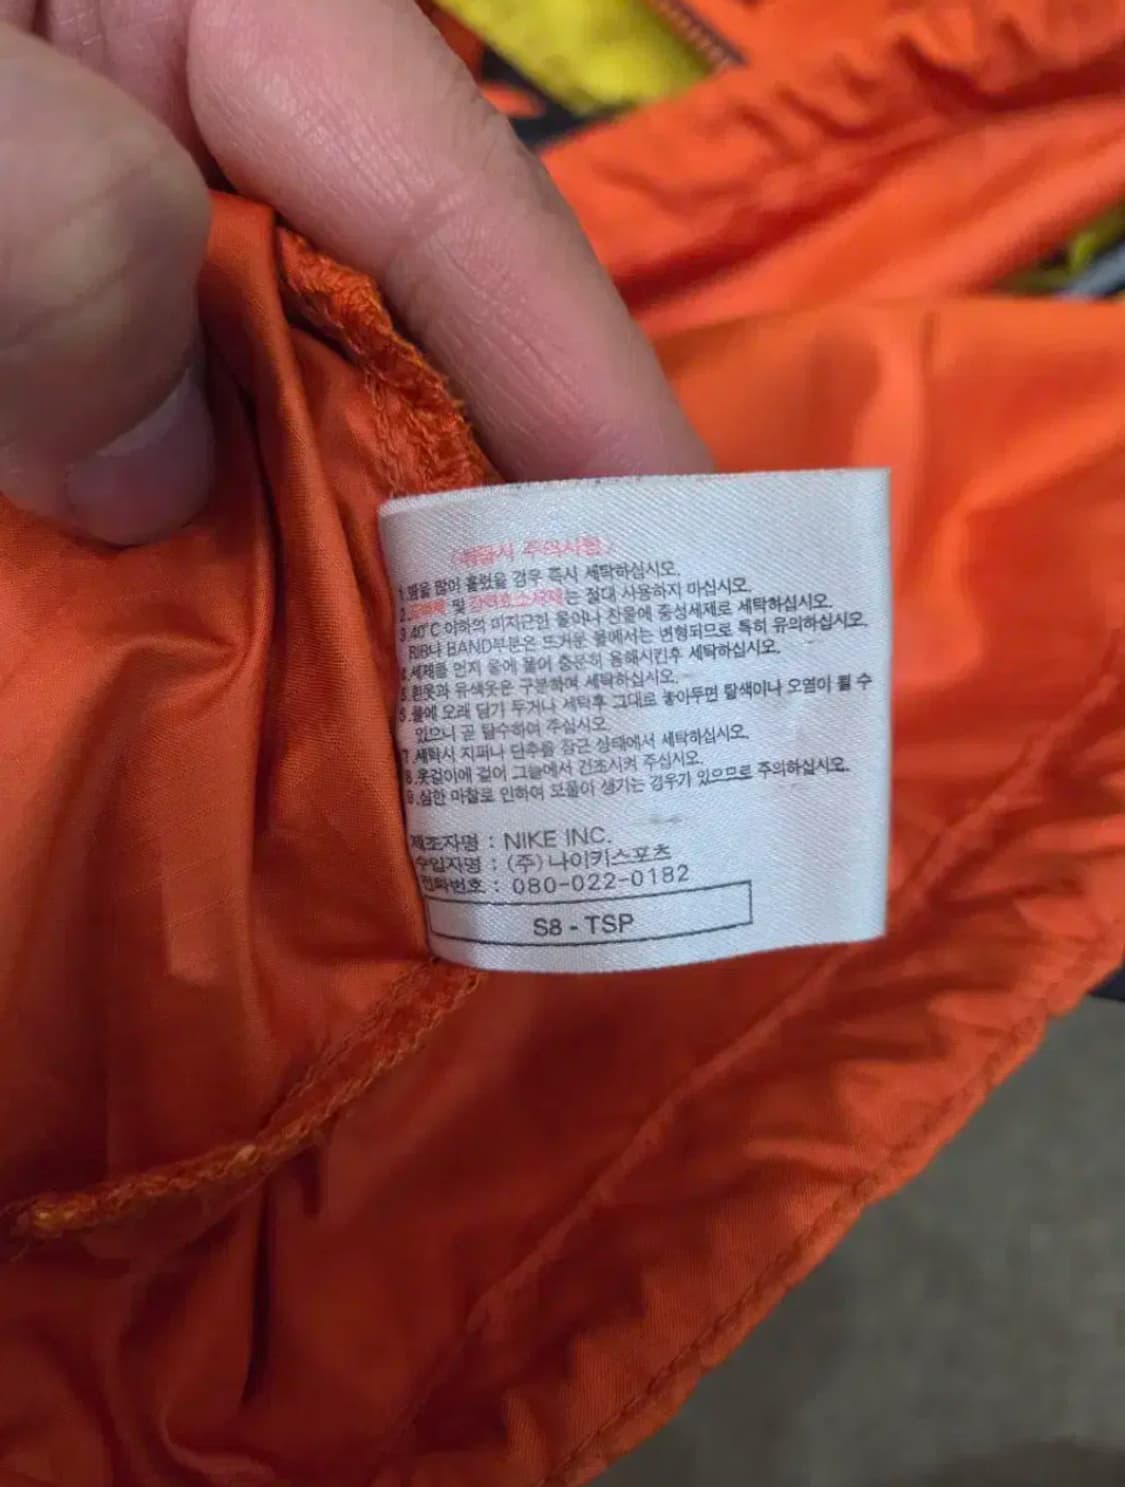 <세탁시 주의사항>
1.땀을 많이 흘렸을 경우 즉시 세탁하십시오.
2.표백제 및 강력효소세제는 절대 사용하지 마십시오.
3.40°C 이하의 미지근한 물이나 찬물에 중성세제로 세탁하십시오.
RIB나 BAND부분은 뜨거운 물에서는 변형되므로 특히 유의하십시오.
4.세제를 먼저 물에 풀어 충분히 용해시킨후 세탁하십시오.
5.흰옷과 유색옷은 구분하여 세탁하십시오.
6.물에 오래 담가 두거나 세탁후 그대로 놓아두면 탈색이나 오염이 될 수
있으니 곧 탈수하여 주십시오.
7.세탁시 지퍼나 단추를 잠근 상태에서 세탁하십시오.
8.옷걸이에 걸어 그늘에서 건조시켜 주십시오.
9.심한 마찰로 인하여 보풀이 생기는 경우가 있으므로 주의하십시오.
제조자명 : NIKE INC.
수입자명 : (주)나이키스포츠
전화번호 : 080-022-0182
S8 - TSP